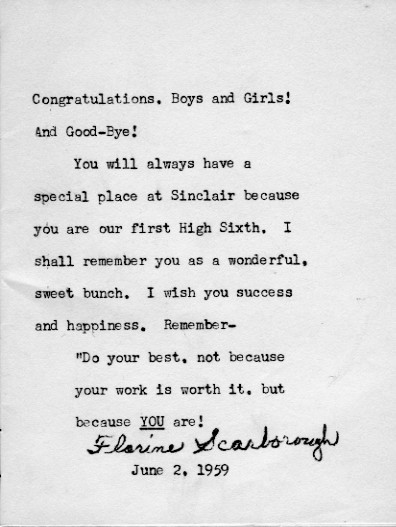 Congratulations, Boys and Girls!
And Good-Bye!
You will always have a
special place at Sinclair because
you are our first High Sixth. I
shall remember you as a wonderful,
sweet bunch. I wish you success
and happiness. Remember-
"Do your best, not because
your work is worth it, but
because YOU are!
Florine Scarborough
June 2, 1959